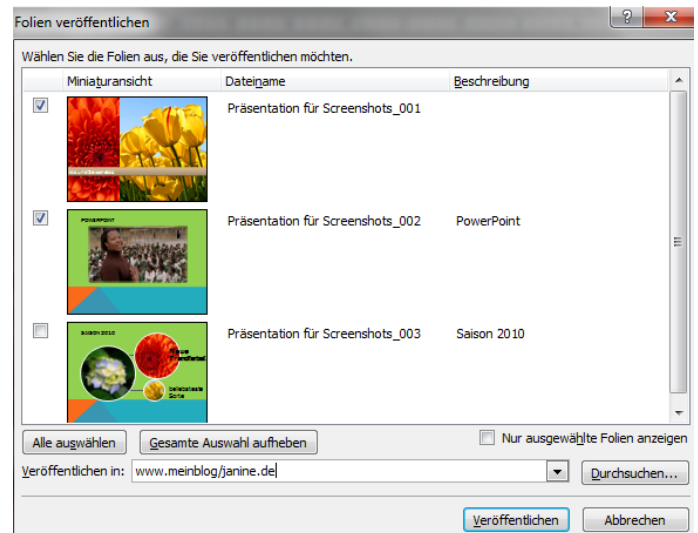 Folien veröffentlichen
Wählen Sie die Folien aus, die Sie veröffentlichen möchten.
Miniaturansicht Dateiname Beschreibung
Präsentation für Screenshots_001
Präsentation für Screenshots_002 PowerPoint
POWERPOINT
Präsentation für Screenshots_003 Saison 2010
SAISON 2010
Neue
beliebteste
Sorte
Alle auswählen Gesamte Auswahl aufheben Nur ausgewählte Folien anzeigen
Veröffentlichen in: www.meinblog/janine.de Durchsuchen...
Veröffentlichen Abbrechen